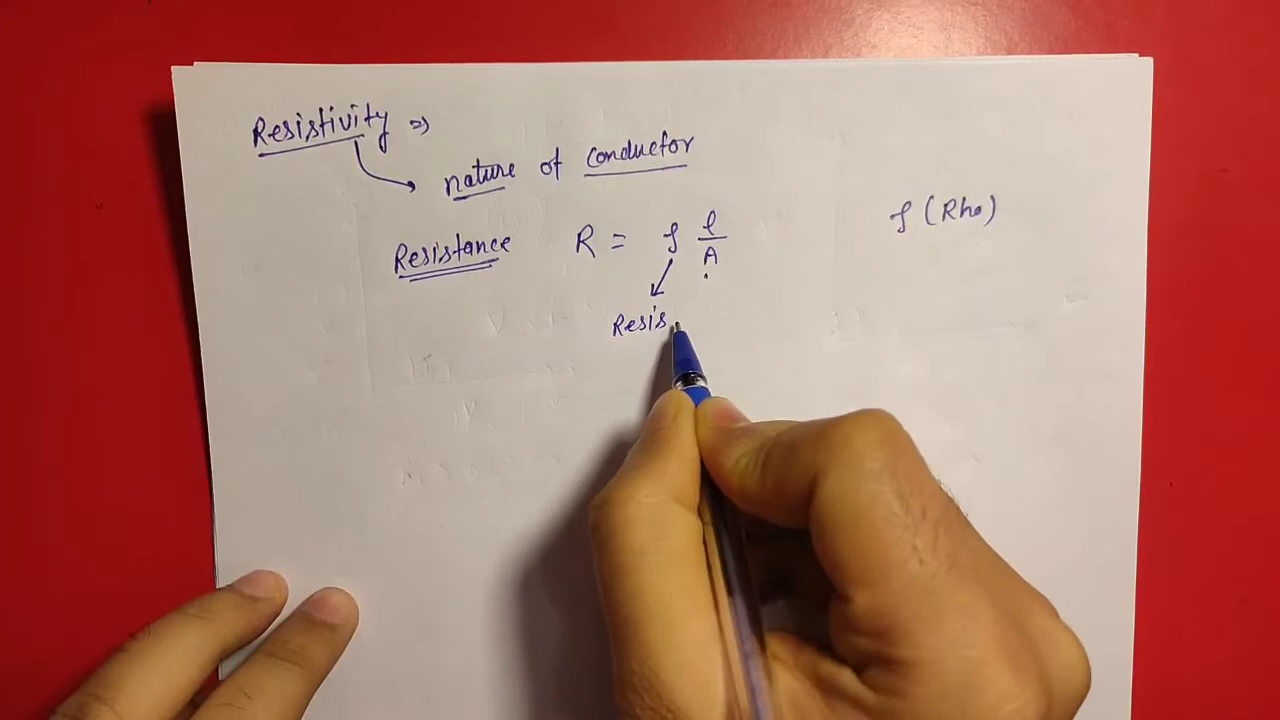 Resistivity ⇒
nature of conductor
ρ (Rho)
Resistance R = ρ l/A
Resis